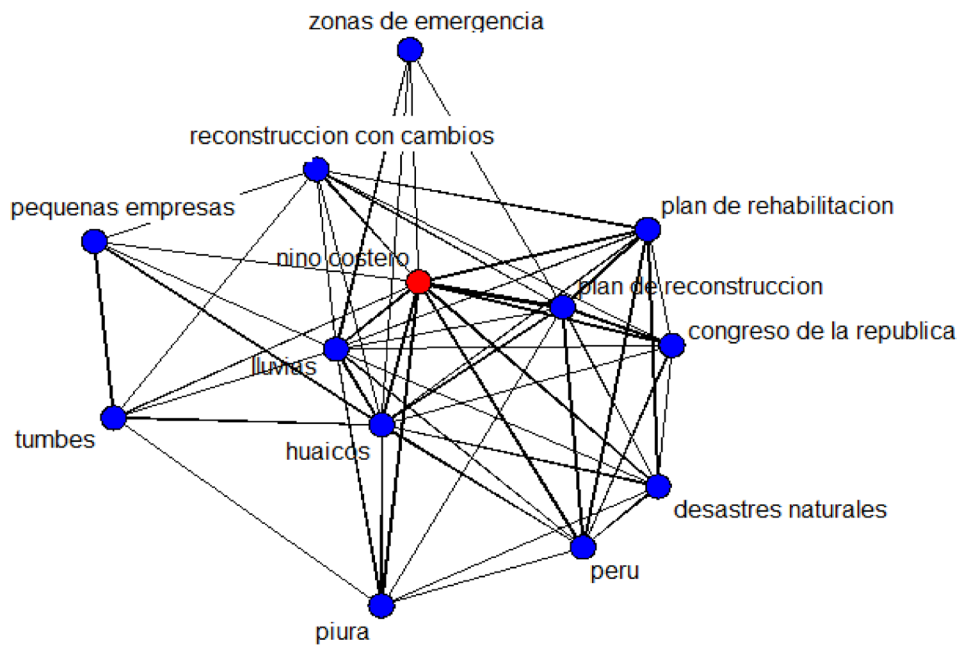 zonas de emergencia
reconstruccion con cambios
pequenas empresas
plan de rehabilitacion
nino costero
plan de reconstruccion
congreso de la republica
lluvias
tumbes
huaicos
desastres naturales
peru
piura